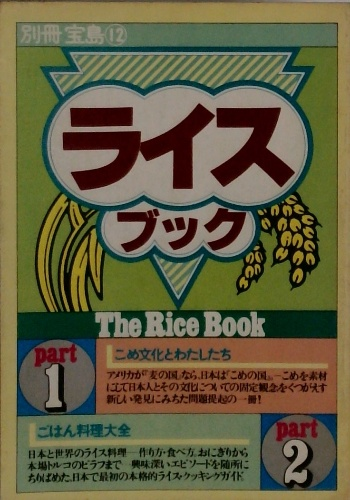 別冊宝島⑫
ライス
ブック
The Rice Book
part
1
こめ文化とわたしたち
アメリカが「麦の国」なら、日本は「こめの国」。―こめを素材
にして日本人とその文化についての固定観念をくつがえす
新しい発見にみちた問題提起の一冊！
ごはん料理大全
日本と世界のライス料理―作り方・食べ方。おにぎりから
本場トルコのピラフまで―興味深いエピソードを随所に
ちりばめた、日本で最初の本格的ライス・クッキングガイド
part
2